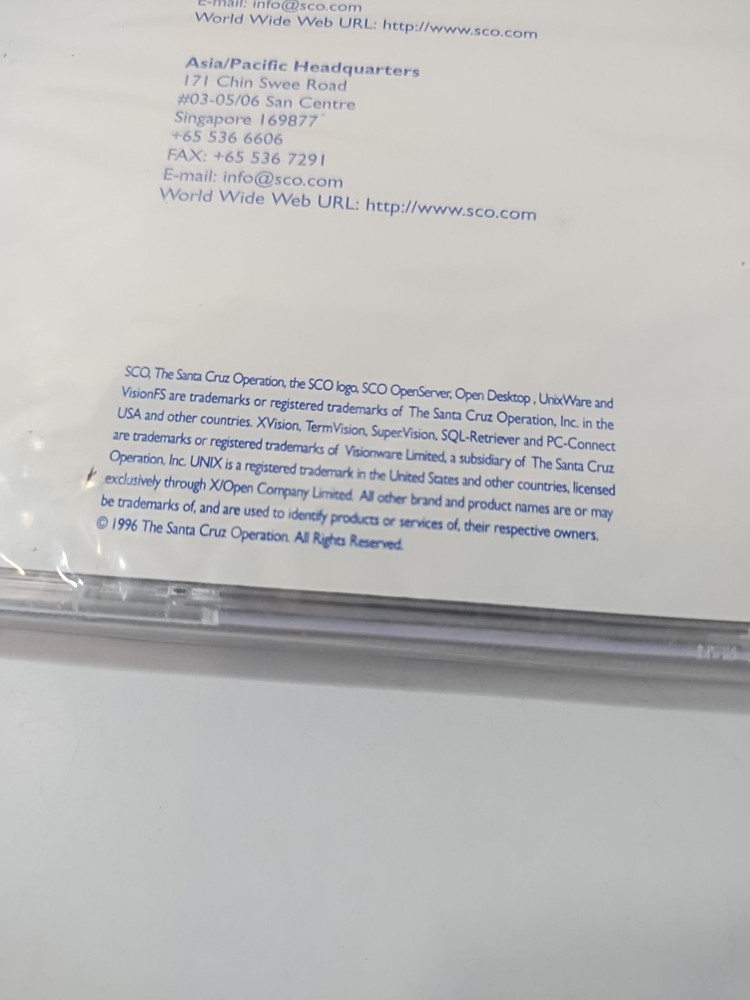 E-mail: info@sco.com
World Wide Web URL: http://www.sco.com
Asia/Pacific Headquarters
171 Chin Swee Road
#03-05/06 San Centre
Singapore 169877
+65 536 6606
FAX: +65 536 7291
E-mail: info@sco.com
World Wide Web URL: http://www.sco.com
SCO, The Santa Cruz Operation, the SCO logo, SCO OpenServer, Open Desktop , UnixWare and
VisionFS are trademarks or registered trademarks of The Santa Cruz Operation, Inc. in the
USA and other countries. XVision, TermVision, SuperVision, SQL-Retriever and PC-Connect
are trademarks or registered trademarks of Visionware Limited, a subsidiary of The Santa Cruz
Operation, Inc. UNIX is a registered trademark in the United States and other countries, licensed
exclusively through X/Open Company Limited. All other brand and product names are or may
be trademarks of, and are used to identify products or services of, their respective owners.
© 1996 The Santa Cruz Operation. All Rights Reserved.